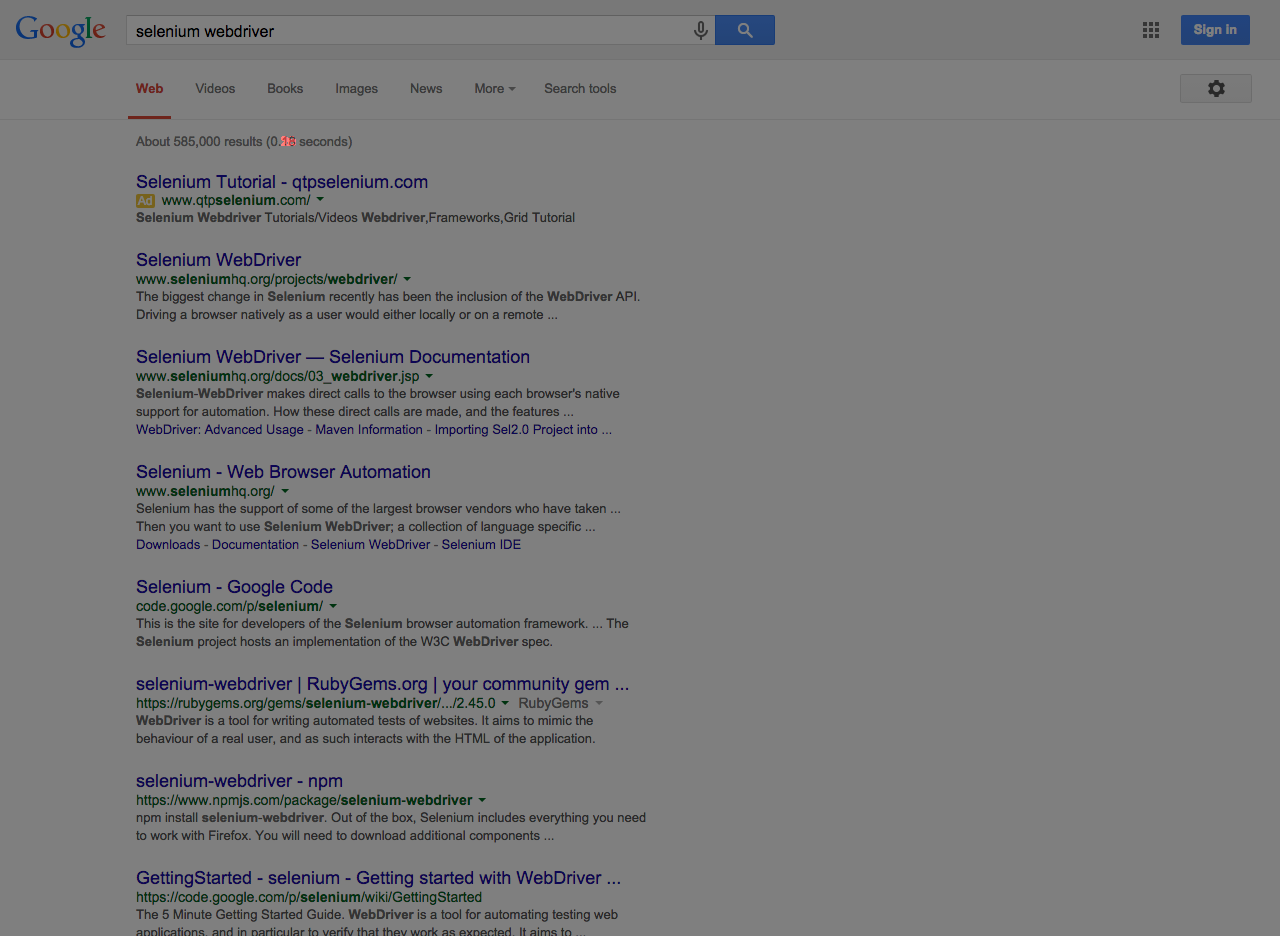 Google
selenium webdriver
Sign in
Web Videos Books Images News More Search tools
About 585,000 results (0. seconds)
Selenium Tutorial - qtpselenium.com
Ad www.qtpselenium.com/
Selenium Webdriver Tutorials/Videos Webdriver,Frameworks,Grid Tutorial
Selenium WebDriver
www.seleniumhq.org/projects/webdriver/
The biggest change in Selenium recently has been the inclusion of the WebDriver API.
Driving a browser natively as a user would either locally or on a remote ...
Selenium WebDriver — Selenium Documentation
www.seleniumhq.org/docs/03_webdriver.jsp
Selenium-WebDriver makes direct calls to the browser using each browser's native
support for automation. How these direct calls are made, and the features ...
WebDriver: Advanced Usage - Maven Information - Importing Sel2.0 Project into ...
Selenium - Web Browser Automation
www.seleniumhq.org/
Selenium has the support of some of the largest browser vendors who have taken ...
Then you want to use Selenium WebDriver; a collection of language specific ...
Downloads - Documentation - Selenium WebDriver - Selenium IDE
Selenium - Google Code
code.google.com/p/selenium/
This is the site for developers of the Selenium browser automation framework. ... The
Selenium project hosts an implementation of the W3C WebDriver spec.
selenium-webdriver | RubyGems.org | your community gem ...
https://rubygems.org/gems/selenium-webdriver/.../2.45.0 RubyGems
WebDriver is a tool for writing automated tests of websites. It aims to mimic the
behaviour of a real user, and as such interacts with the HTML of the application.
selenium-webdriver - npm
https://www.npmjs.com/package/selenium-webdriver
npm install selenium-webdriver. Out of the box, Selenium includes everything you need
to work with Firefox. You will need to download additional components ...
GettingStarted - selenium - Getting started with WebDriver ...
https://code.google.com/p/selenium/wiki/GettingStarted
The 5 Minute Getting Started Guide. WebDriver is a tool for automating testing web
applications, and in particular to verify that they work as expected. It aims to ...